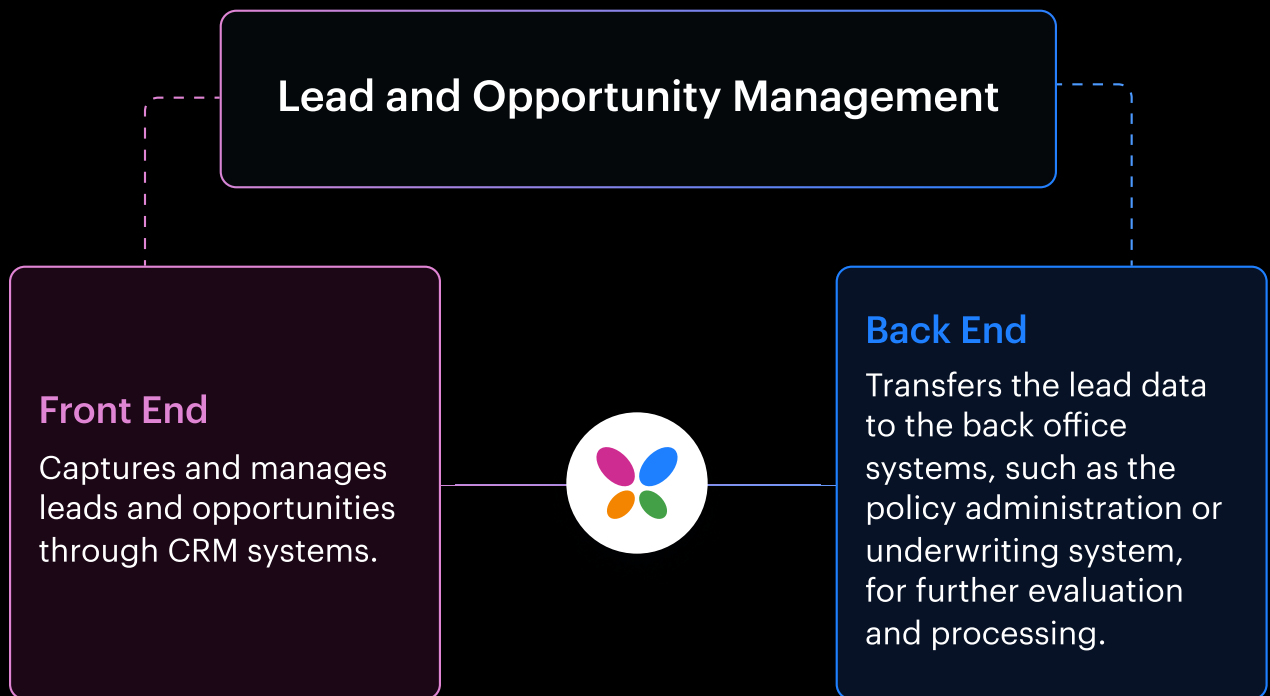 Lead and Opportunity Management
Front End
Captures and manages
leads and opportunities
through CRM systems.
Back End
Transfers the lead data
to the back office
systems, such as the
policy administration or
underwriting system,
for further evaluation
and processing.